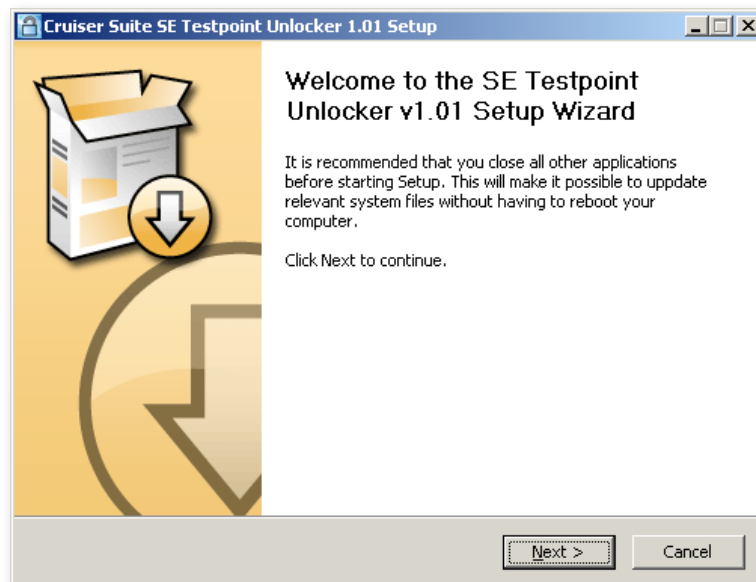 Cruiser Suite SE Testpoint Unlocker 1.01 Setup
Welcome to the SE Testpoint
Unlocker v1.01 Setup Wizard
It is recommended that you close all other applications
before starting Setup. This will make it possible to uppdate
relevant system files without having to reboot your
computer.
Click Next to continue.
Next >
Cancel